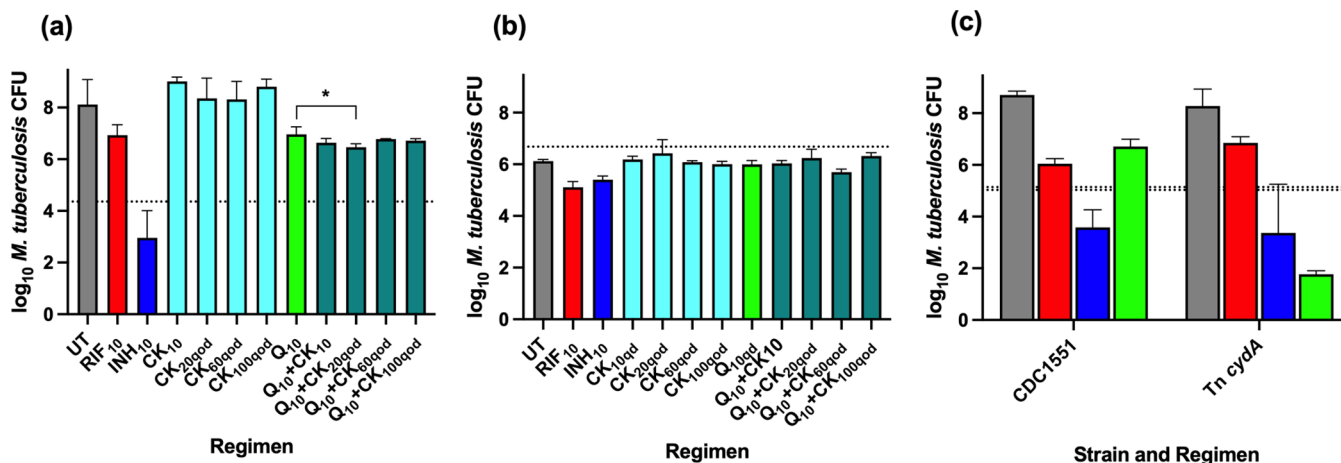 (a)
log10 M. tuberculosis CFU
8
6
4
2
0
*
UT
RIF10
INH10
CK10
CK20qod
CK60qod
CK100qod
Q10
Q10+CK10
Q10+CK20qod
Q10+CK60qod
Q10+CK100qod
Regimen
(b)
log10 M. tuberculosis CFU
8
6
4
2
0
UT
RIF10
INH10
CK10qd
CK20qod
CK60qod
CK100qod
Q10qd
Q10+CK10
Q10+CK20qod
Q10+CK60qod
Q10+CK100qod
Regimen
(c)
log10 M. tuberculosis CFU
8
6
4
2
0
CDC1551
Tn cydA
Strain and Regimen